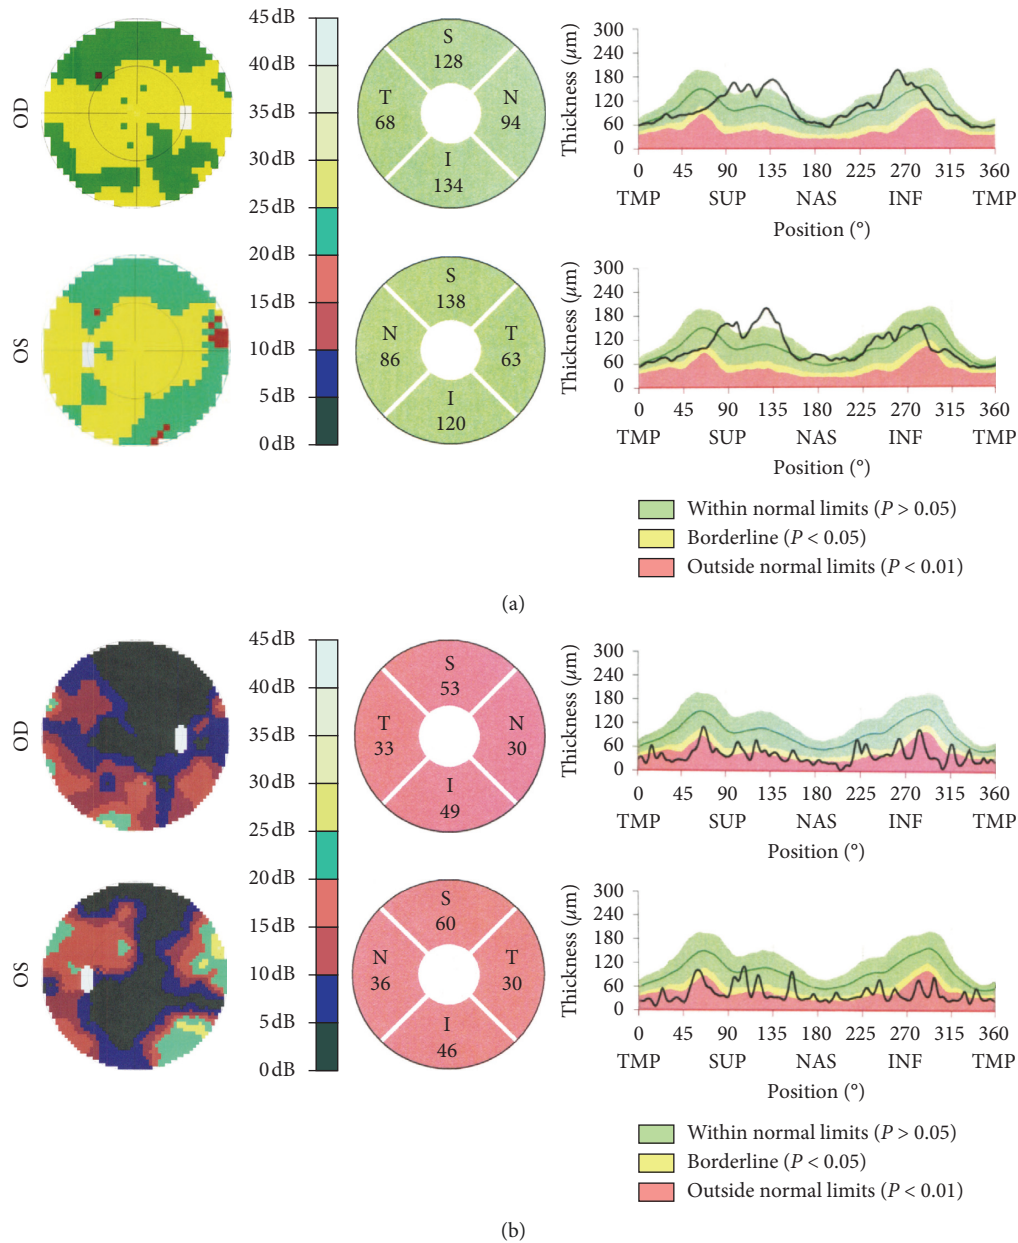 OD
45 dB
40 dB
35 dB
30 dB
25 dB
20 dB
15 dB
10 dB
5 dB
0 dB
S
128
T
68
N
94
I
134
Thickness (μm)
300
240
180
120
60
0
0 45 90 135 180 225 270 315 360
TMP SUP NAS INF TMP
Position (°)
OS
S
138
N
86
T
63
I
120
Thickness (μm)
300
240
180
120
60
0
0 45 90 135 180 225 270 315 360
TMP SUP NAS INF TMP
Position (°)
Within normal limits (P > 0.05)
Borderline (P < 0.05)
Outside normal limits (P < 0.01)
(a)
OD
45 dB
40 dB
35 dB
30 dB
25 dB
20 dB
15 dB
10 dB
5 dB
0 dB
S
53
T
33
N
30
I
49
Thickness (μm)
300
240
180
120
60
0
0 45 90 135 180 225 270 315 360
TMP SUP NAS INF TMP
Position (°)
OS
S
60
N
36
T
30
I
46
Thickness (μm)
300
240
180
120
60
0
0 45 90 135 180 225 270 315 360
TMP SUP NAS INF TMP
Position (°)
Within normal limits (P > 0.05)
Borderline (P < 0.05)
Outside normal limits (P < 0.01)
(b)